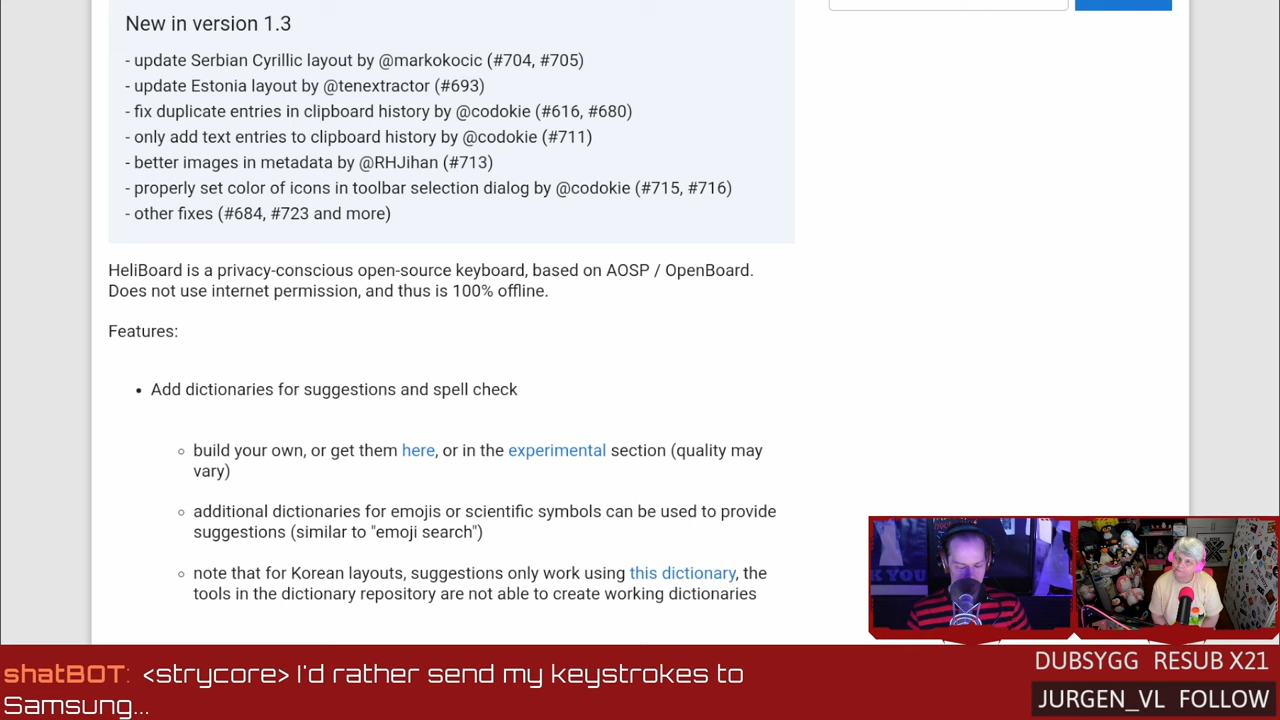 New in version 1.3
- update Serbian Cyrillic layout by @markokocic (#704, #705)
- update Estonia layout by @tenextractor (#693)
- fix duplicate entries in clipboard history by @codokie (#616, #680)
- only add text entries to clipboard history by @codokie (#711)
- better images in metadata by @RHJihan (#713)
- properly set color of icons in toolbar selection dialog by @codokie (#715, #716)
- other fixes (#684, #723 and more)
HeliBoard is a privacy-conscious open-source keyboard, based on AOSP / OpenBoard.
Does not use internet permission, and thus is 100% offline.
Features:
• Add dictionaries for suggestions and spell check
◦ build your own, or get them here, or in the experimental section (quality may
vary)
◦ additional dictionaries for emojis or scientific symbols can be used to provide
suggestions (similar to "emoji search")
◦ note that for Korean layouts, suggestions only work using this dictionary, the
tools in the dictionary repository are not able to create working dictionaries
K YOU
shatBOT: <strycore> I'd rather send my keystrokes to
Samsung...
DUBSYGG RESUB X21
JURGEN_VL FOLLOW